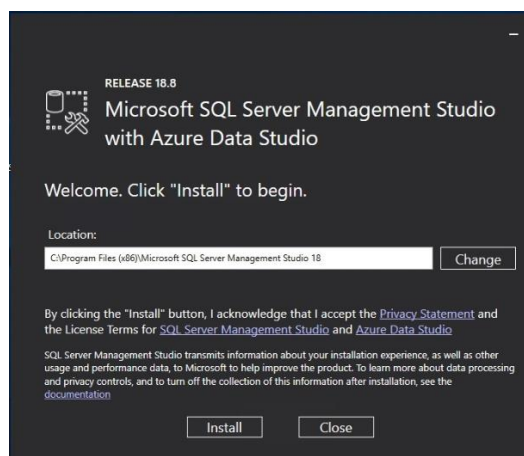 RELEASE 18.8
Microsoft SQL Server Management Studio
with Azure Data Studio
Welcome. Click "Install" to begin.
Location:
C:\Program Files (x86)\Microsoft SQL Server Management Studio 18
Change
By clicking the "Install" button, I acknowledge that I accept the Privacy Statement and
the License Terms for SQL Server Management Studio and Azure Data Studio
SQL Server Management Studio transmits information about your installation experience, as well as other
usage and performance data, to Microsoft to help improve the product. To learn more about data processing
and privacy controls, and to turn off the collection of this information after installation, see the
documentation
Install
Close